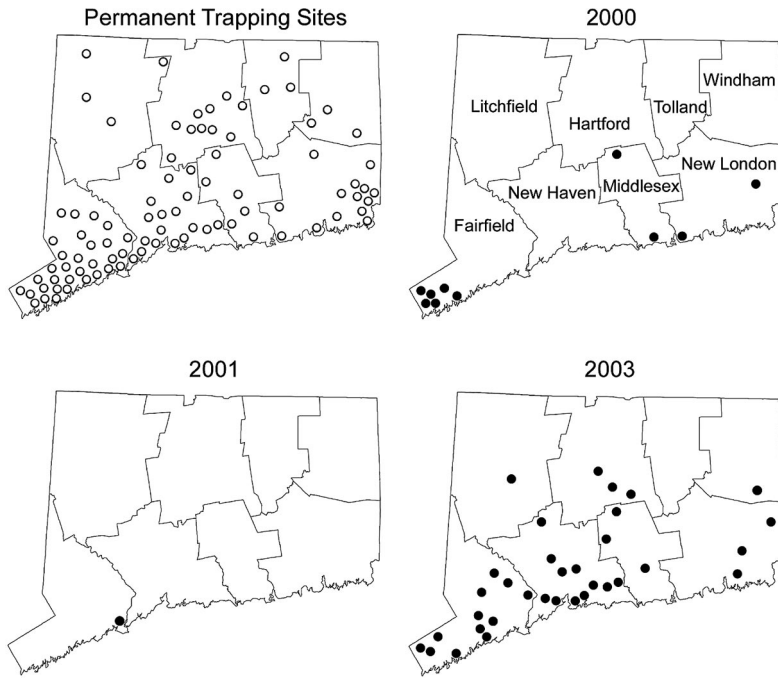 Permanent Trapping Sites
2000
Litchfield
Hartford
Tolland
Windham
New London
Middlesex
New Haven
Fairfield
2001
2003